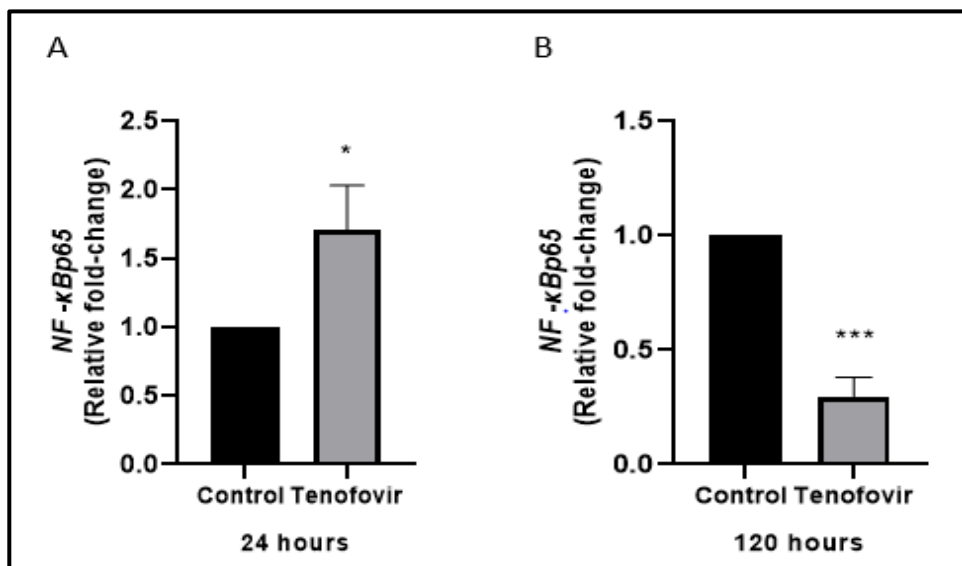 A
NF -κBp65
(Relative fold-change)
2.5
2.0
1.5
1.0
0.5
0.0
*
Control Tenofovir
24 hours
B
NF -κBp65
(Relative fold-change)
1.5
1.0
0.5
0.0
***
Control Tenofovir
120 hours